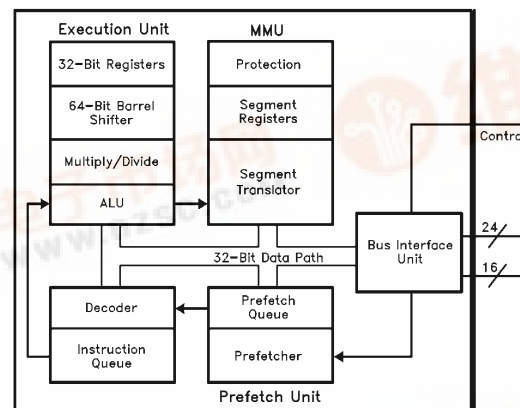 Execution Unit
MMU
32-Bit Registers
64-Bit Barrel
Shifter
Multiply/Divide
ALU
Protection
Segment
Registers
Segment
Translator
Control
24
16
Bus Interface
Unit
32-Bit Data Path
Decoder
Instruction
Queue
Prefetch
Queue
Prefetcher
Prefetch Unit